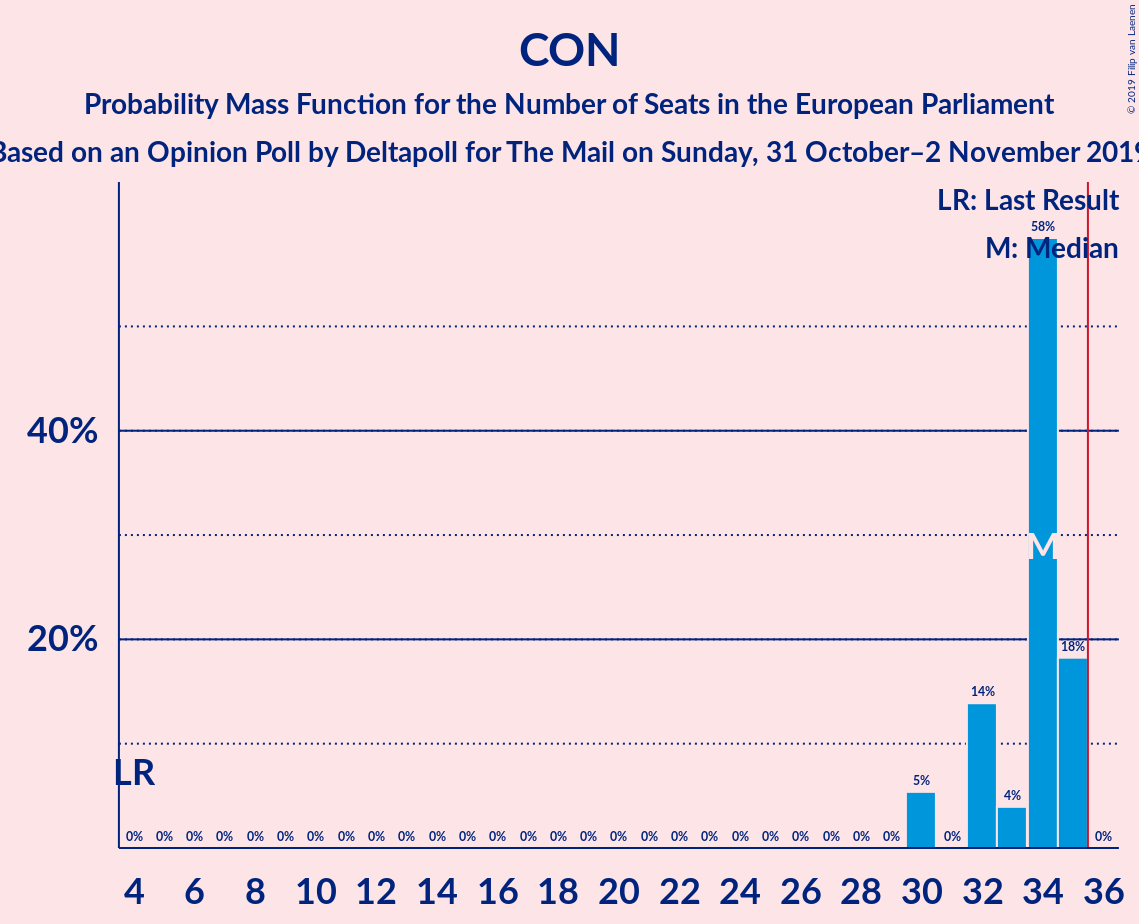 CON
Probability Mass Function for the Number of Seats in the European Parliament
Based on an Opinion Poll by Deltapoll for The Mail on Sunday, 31 October–2 November 2019
© 2019 Filip van Laenen
LR: Last Result
58%
M: Median
40%
M
20%
18%
14%
LR
5%
4%
0% 0% 0% 0% 0% 0% 0% 0% 0% 0% 0% 0% 0% 0% 0% 0% 0% 0% 0% 0% 0% 0% 0% 0% 0% 0% 0% 0%
4 6 8 10 12 14 16 18 20 22 24 26 28 30 32 34 36